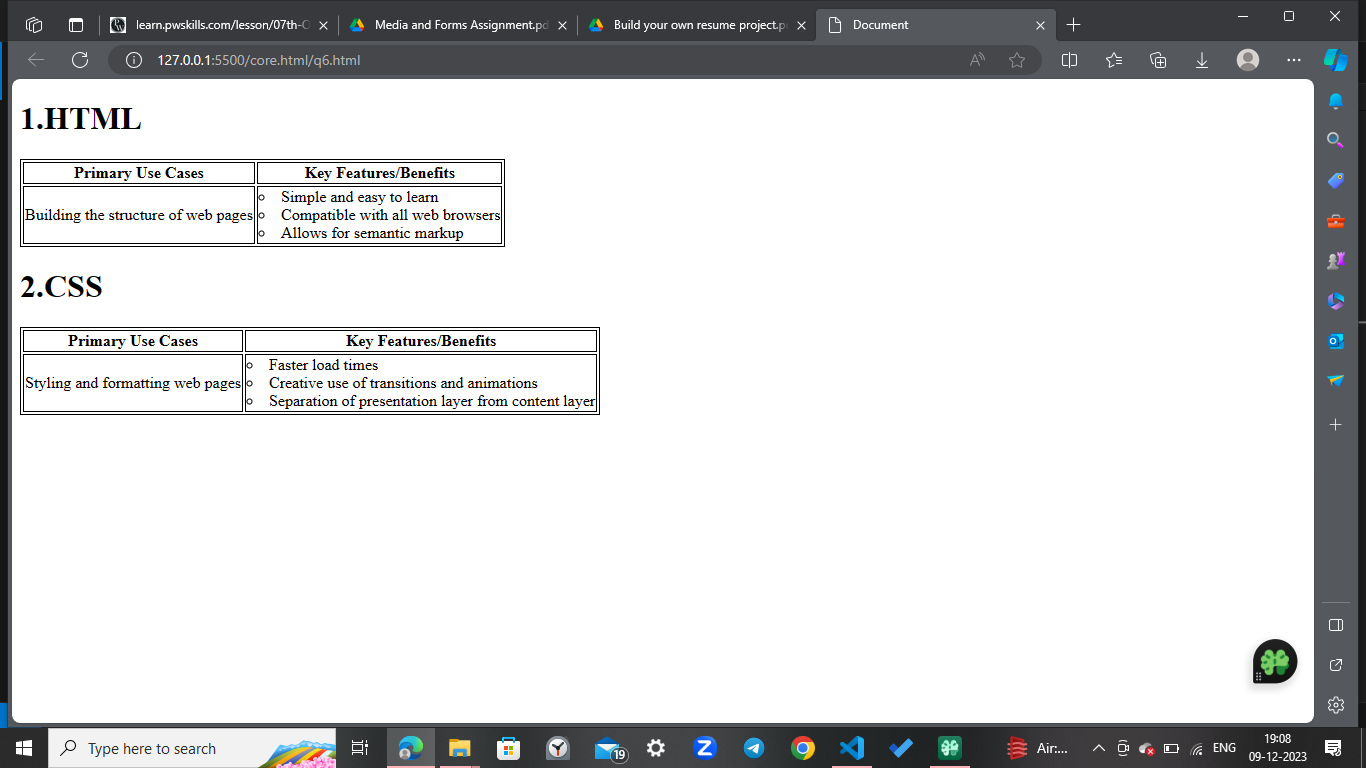 learn.pwskills.com/lesson/07th-O
Media and Forms Assignment.pd
Build your own resume project.p
Document
127.0.0.1:5500/core.html/q6.html
1.HTML
Primary Use Cases Key Features/Benefits
Building the structure of web pages
Simple and easy to learn
Compatible with all web browsers
Allows for semantic markup
2.CSS
Primary Use Cases Key Features/Benefits
Styling and formatting web pages
Faster load times
Creative use of transitions and animations
Separation of presentation layer from content layer
Type here to search
19
Air:...
ENG
19:08
09-12-2023